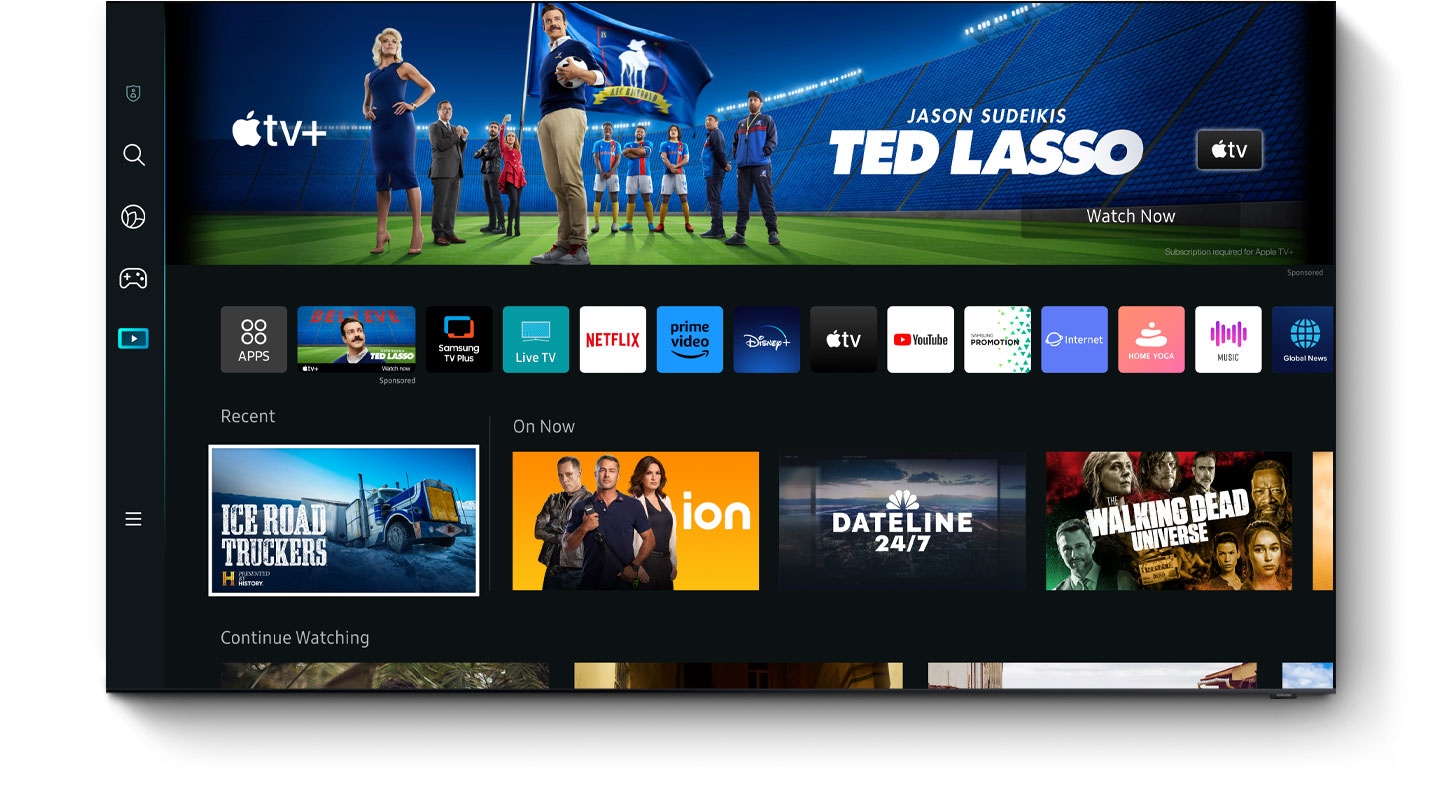 tv+
JASON SUDEIKIS
TED LASSO
tv
Watch Now
Subscription required for Apple TV+
Sponsored
APPS
BELIEVE
TED LASSO
tv+
Watch now
Sponsored
Samsung
TV Plus
Live TV
NETFLIX
prime
video
Disney+
tv
YouTube
SAMSUNG
PROMOTION
Internet
HOME YOGA
MUSIC
Global News
Recent
On Now
ICE ROAD
TRUCKERS
H PRESENTED
BY
HISTORY.
ion
DATELINE
24/7
THE
WALKING DEAD
UNIVERSE
Continue Watching